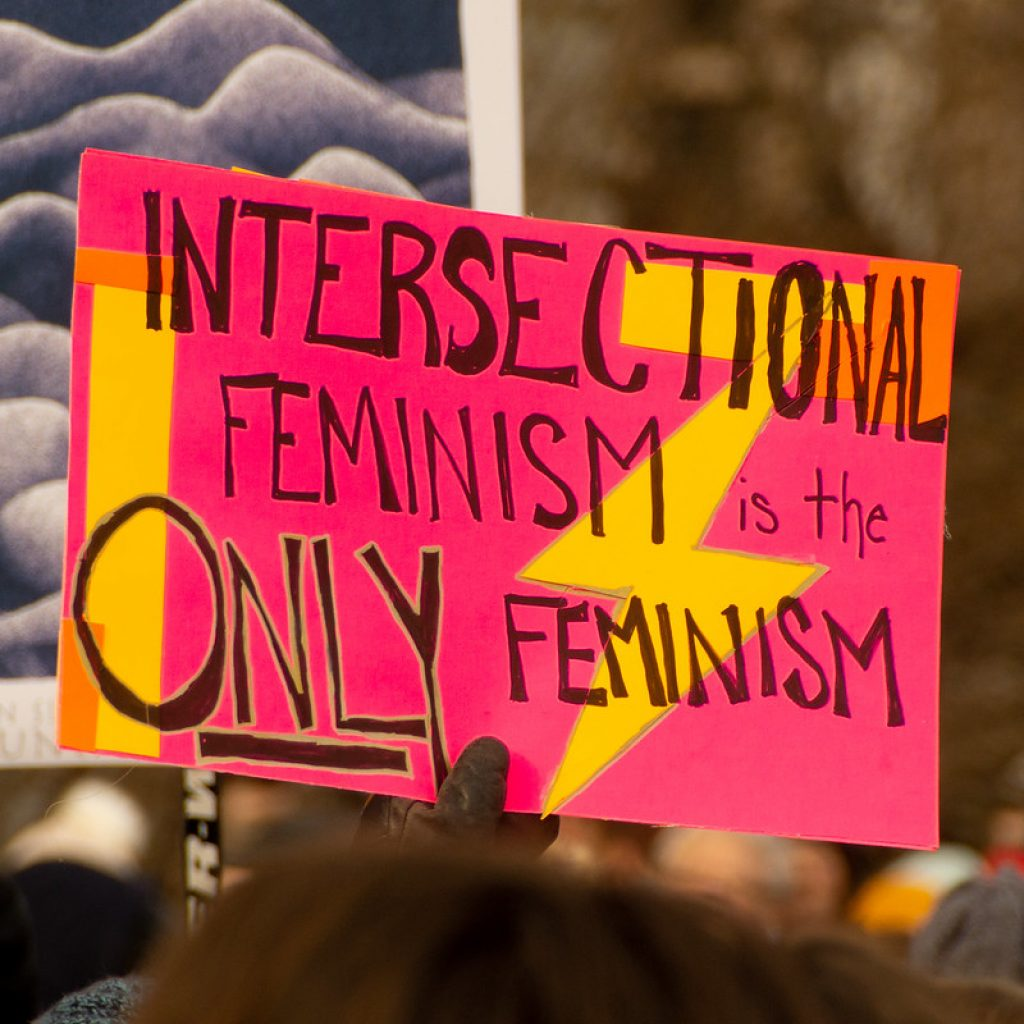 INTERSECTIONAL
FEMINISM is the
ONLY FEMINISM